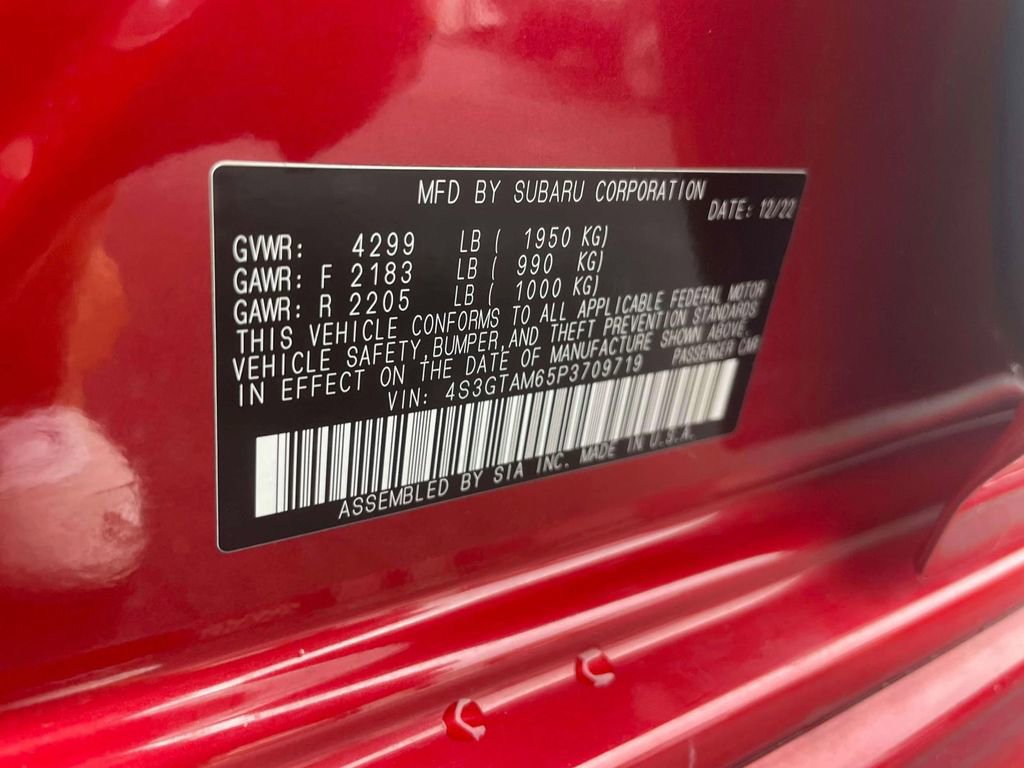 MFD BY SUBARU CORPORATION
DATE: 12/22
GVWR: 4299 LB ( 1950 KG)
GAWR: F 2183 LB ( 990 KG)
GAWR: R 2205 LB ( 1000 KG)
THIS VEHICLE CONFORMS TO ALL APPLICABLE FEDERAL MOTOR
VEHICLE SAFETY, BUMPER, AND THEFT PREVENTION STANDARDS
IN EFFECT ON THE DATE OF MANUFACTURE SHOWN ABOVE.
VIN: 4S3GTAM65P3709719 PASSENGER CAR
ASSEMBLED BY SIA INC. MADE IN U.S.A.